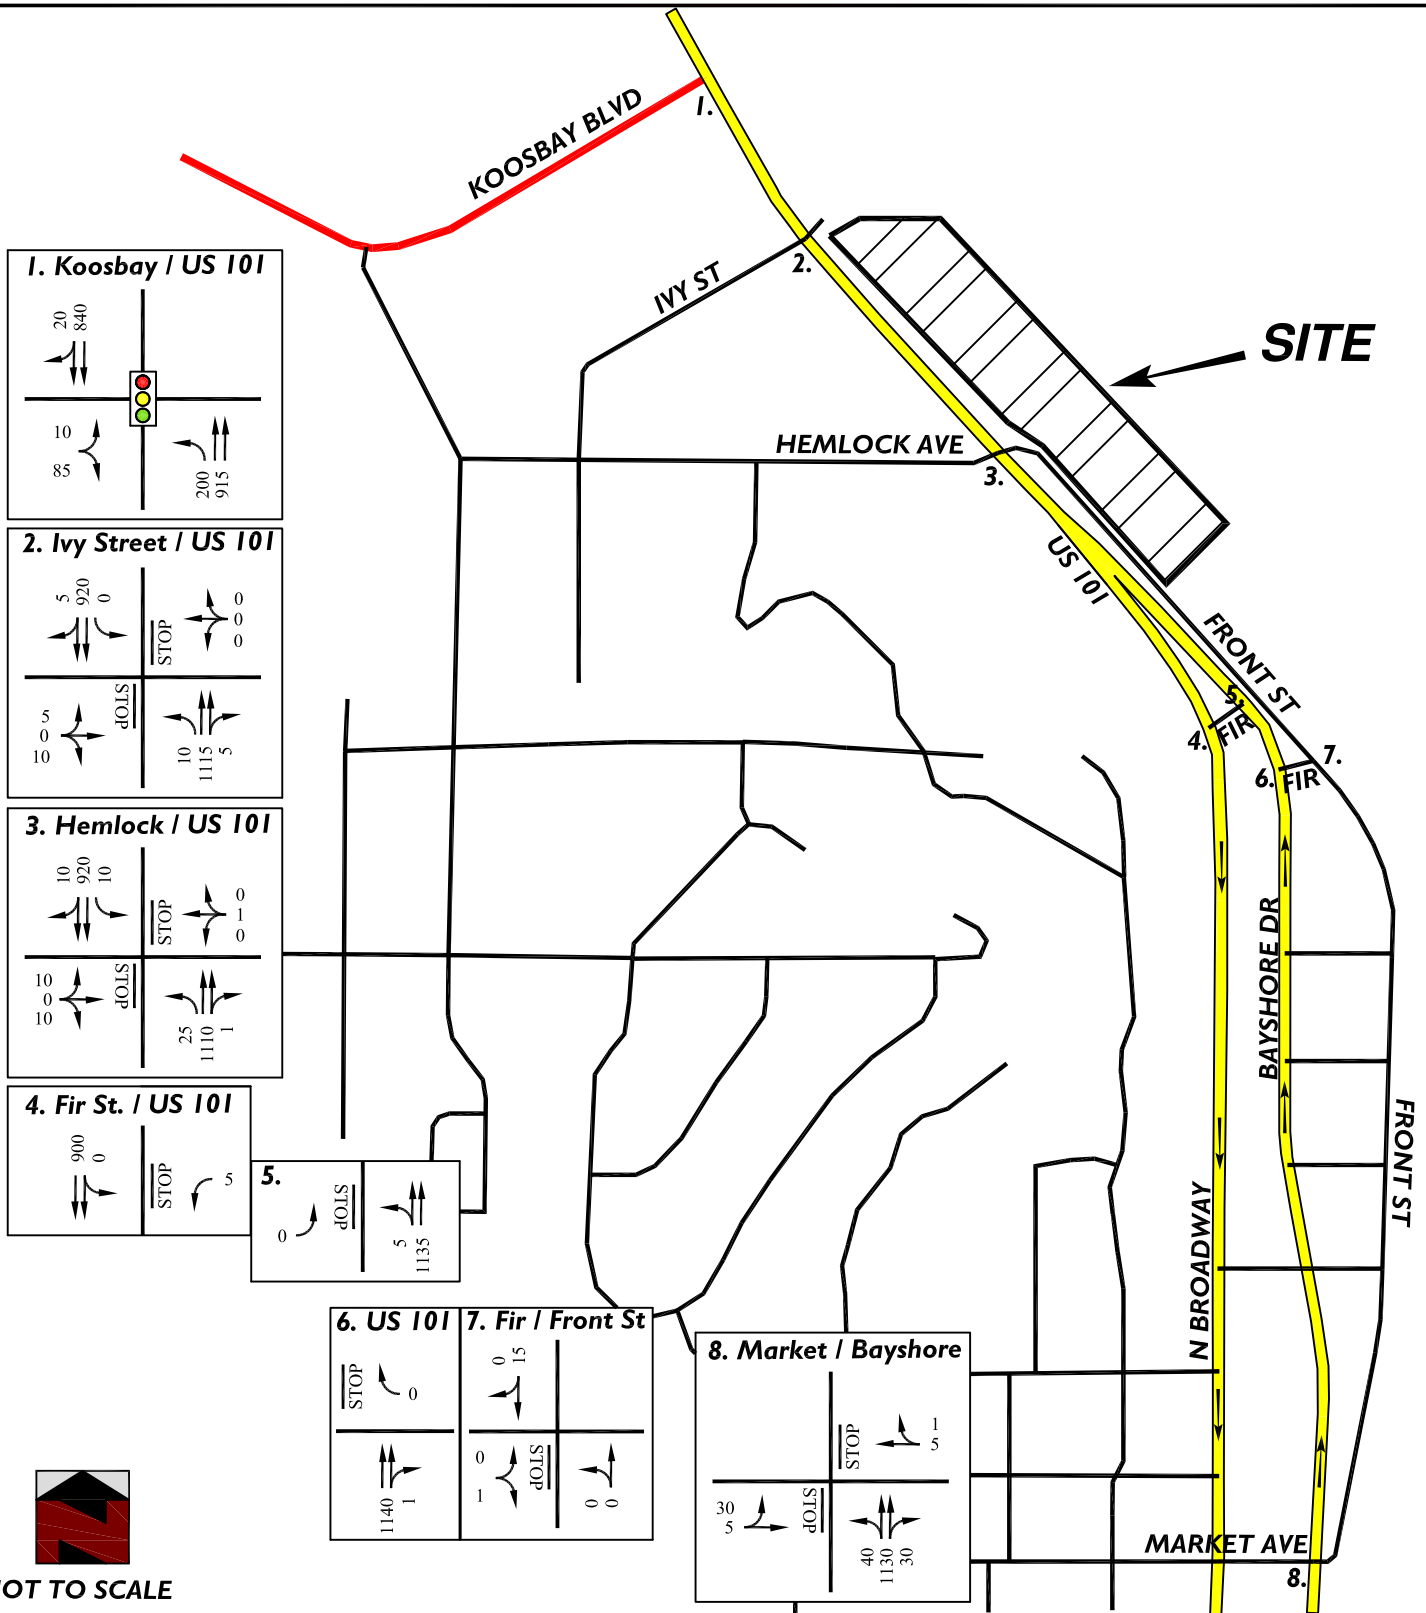 KOOSBAY BLVD
1.
IVY ST
2.
SITE
HEMLOCK AVE
3.
US 101
FRONT ST
5.
4.
FIR
7.
6.
FIR
BAYSHORE DR
FRONT ST
N BROADWAY
MARKET AVE
8.
1. Koosbay / US 101
20
840
10
85
200
915
2. Ivy Street / US 101
5
920
0
STOP
0
0
0
5
0
10
STOP
10
1115
5
3. Hemlock / US 101
10
920
10
STOP
0
1
0
10
0
10
STOP
25
1110
1
4. Fir St. / US 101
900
0
STOP
5
5.
0
STOP
5
1135
6. US 101
STOP
0
1140
1
7. Fir / Front St
0
15
0
1
STOP
0
0
8. Market / Bayshore
STOP
1
5
30
5
STOP
40
1130
30
OT TO SCALE